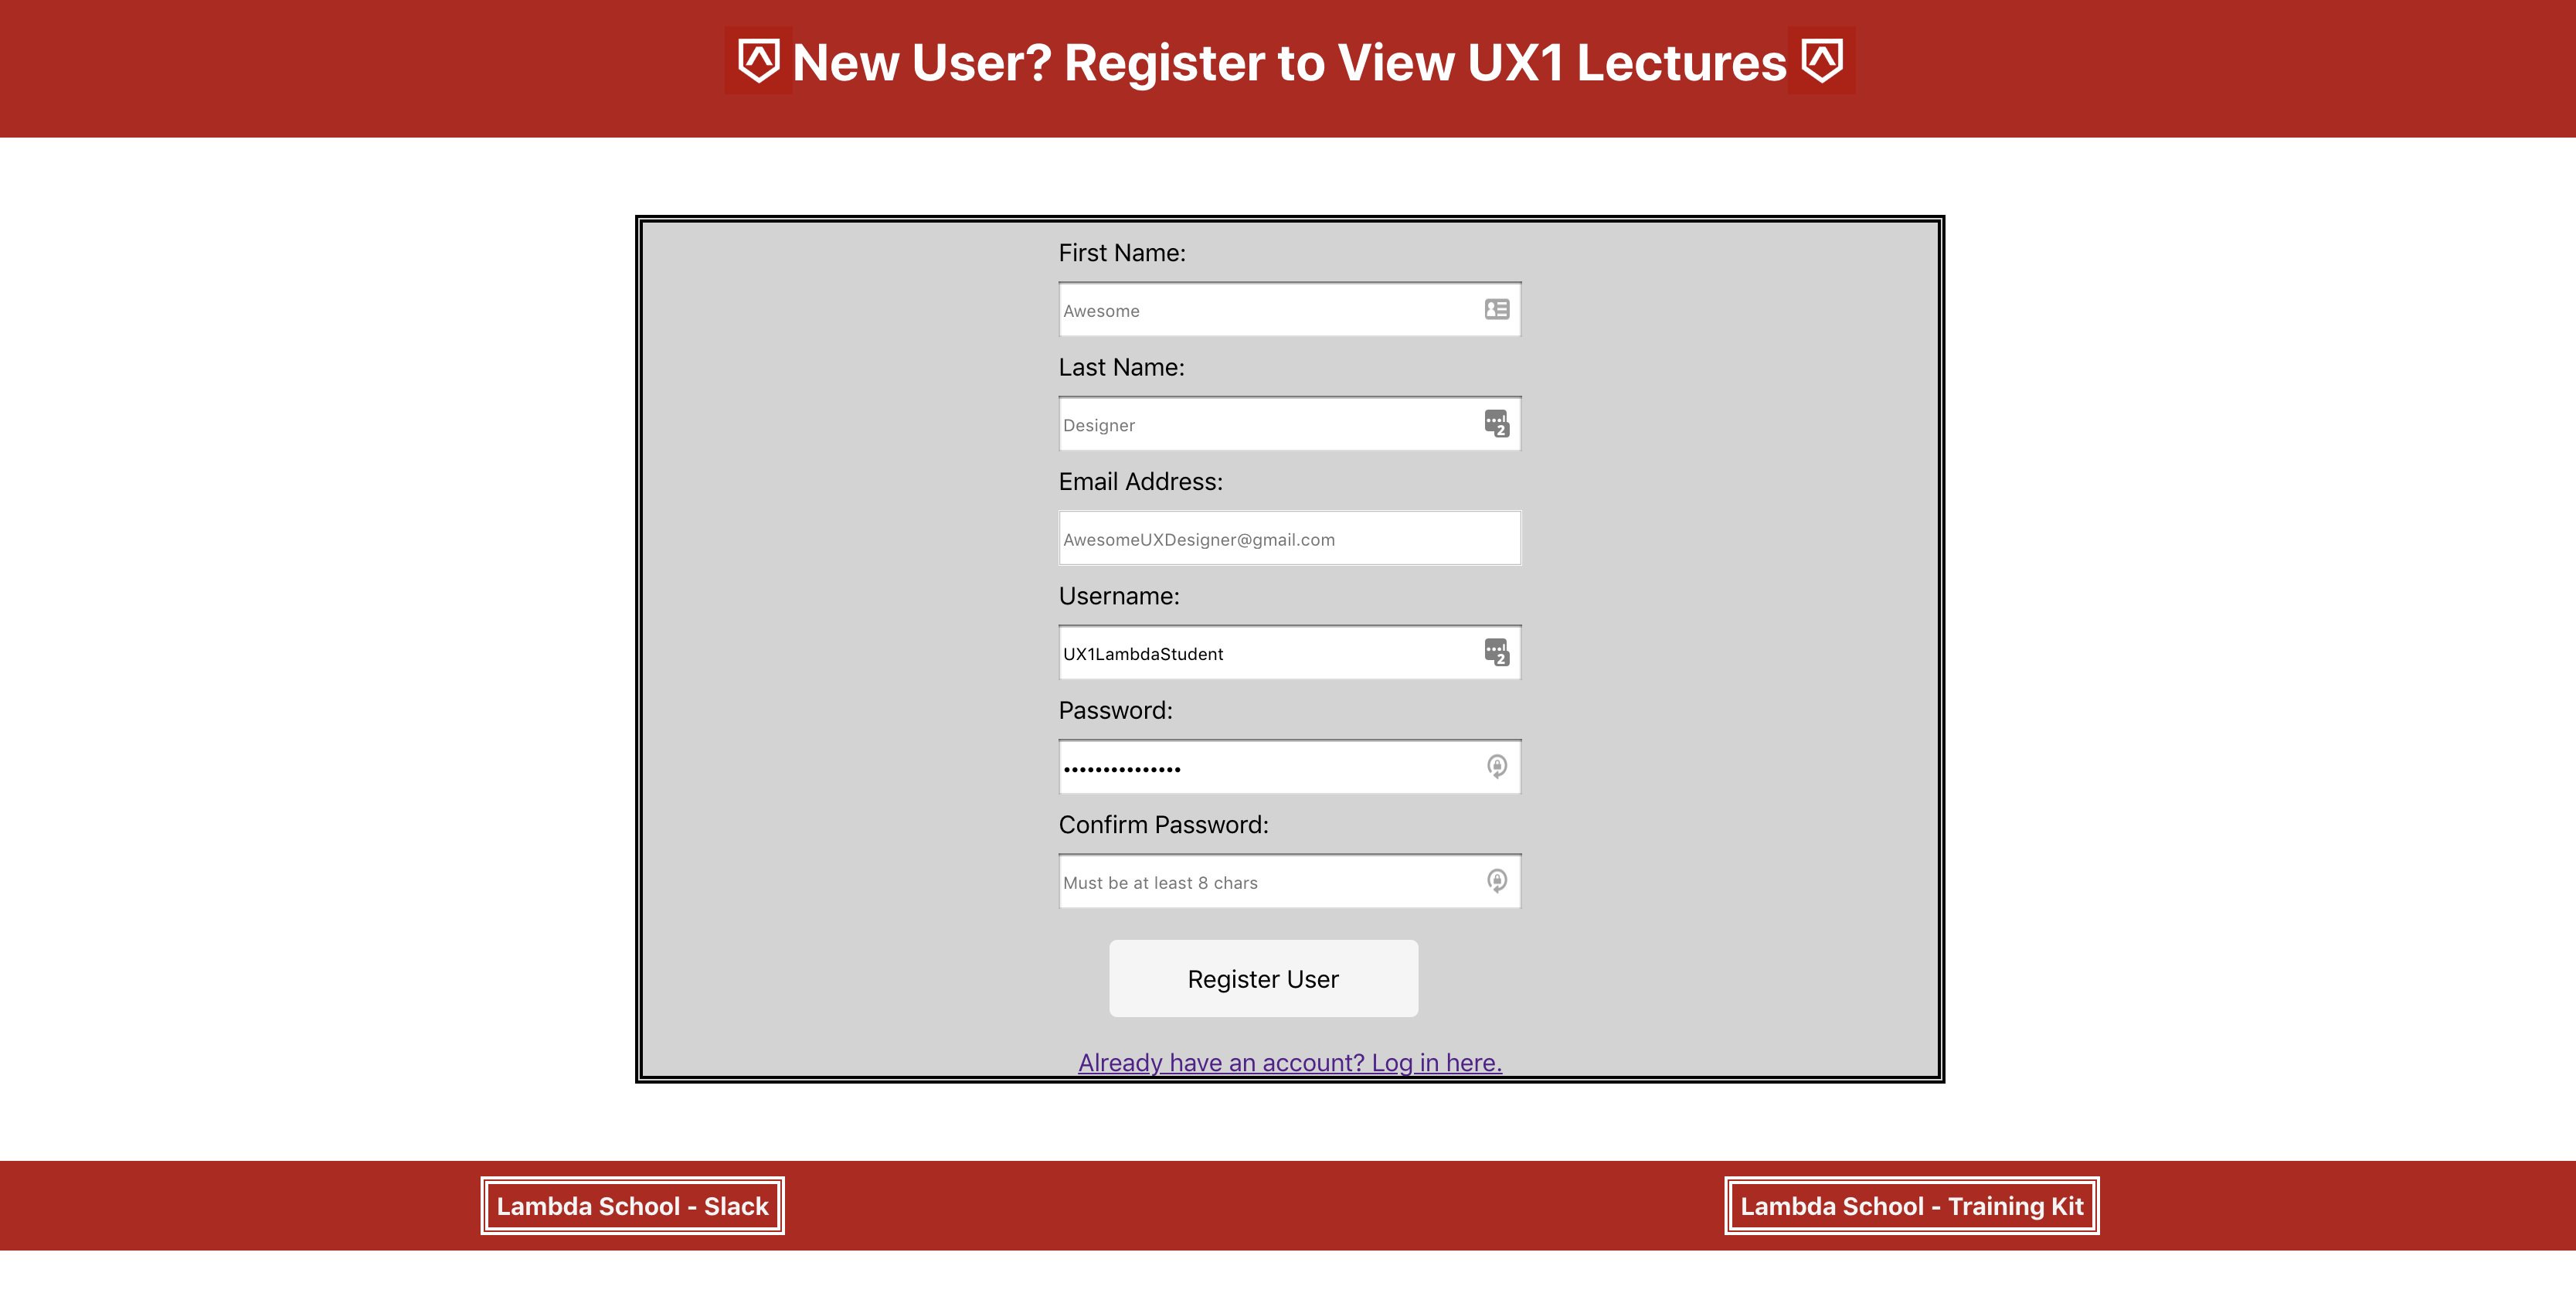 New User? Register to View UX1 Lectures
First Name:
Awesome
Last Name:
Designer
2
Email Address:
AwesomeUXDesigner@gmail.com
Username:
UX1LambdaStudent
2
Password:
•••••••••••••••
Confirm Password:
Must be at least 8 chars
Register User
Already have an account? Log in here.
Lambda School - Slack
Lambda School - Training Kit